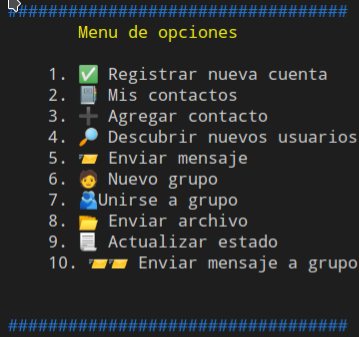 ##################################
Menu de opciones
1. ✅ Registrar nueva cuenta
2. 📓 Mis contactos
3. ➕ Agregar contacto
4. 🔎 Descubrir nuevos usuarios
5. 📨 Enviar mensaje
6. 🧑 Nuevo grupo
7. 🫂Unirse a grupo
8. 📂 Enviar archivo
9. 📃 Actualizar estado
10. 📨📨 Enviar mensaje a grupo
##################################